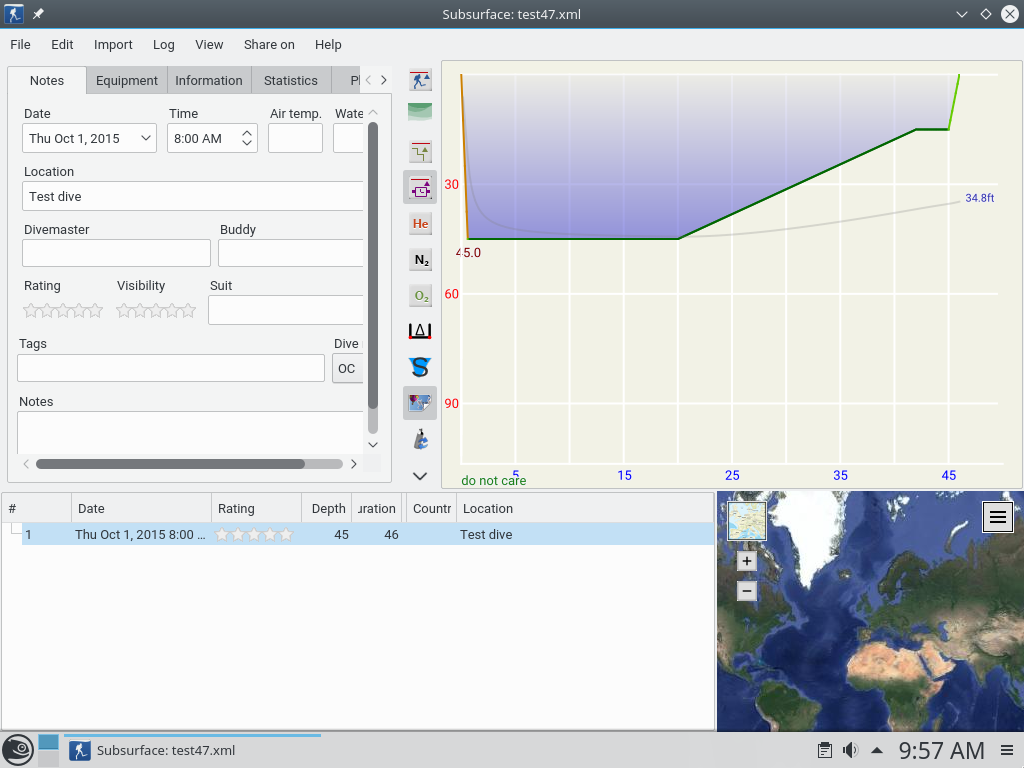 Subsurface: test47.xml
File Edit Import Log View Share on Help
Notes Equipment Information Statistics
Date Time Air temp.
Thu Oct 1, 2015 8:00 AM
Location
Test dive
Divemaster Buddy
Rating Visibility Suit
Tags Dive
OC
Notes
He
N₂
O₂
Δ
S
30
34.8ft
45.0
60
90
5 15 25 35 45
do not care
# Date Rating Depth uration Countr Location
1 Thu Oct 1, 2015 8:00 ... 45 46 Test dive
+
−
Subsurface: test47.xml
9:57 AM